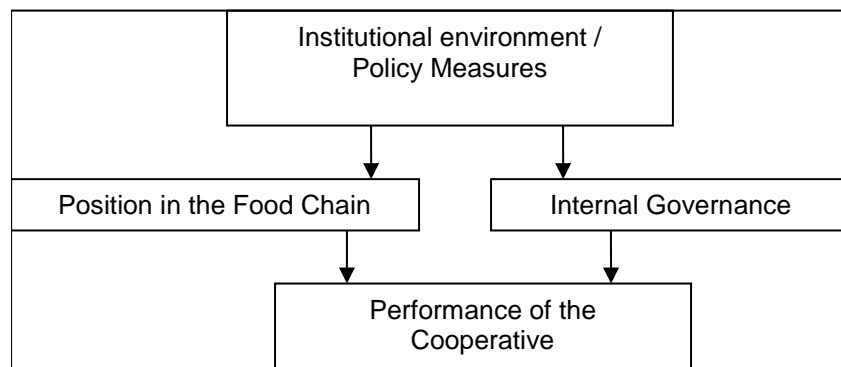 Institutional environment /
Policy Measures
Position in the Food Chain
Internal Governance
Performance of the
Cooperative